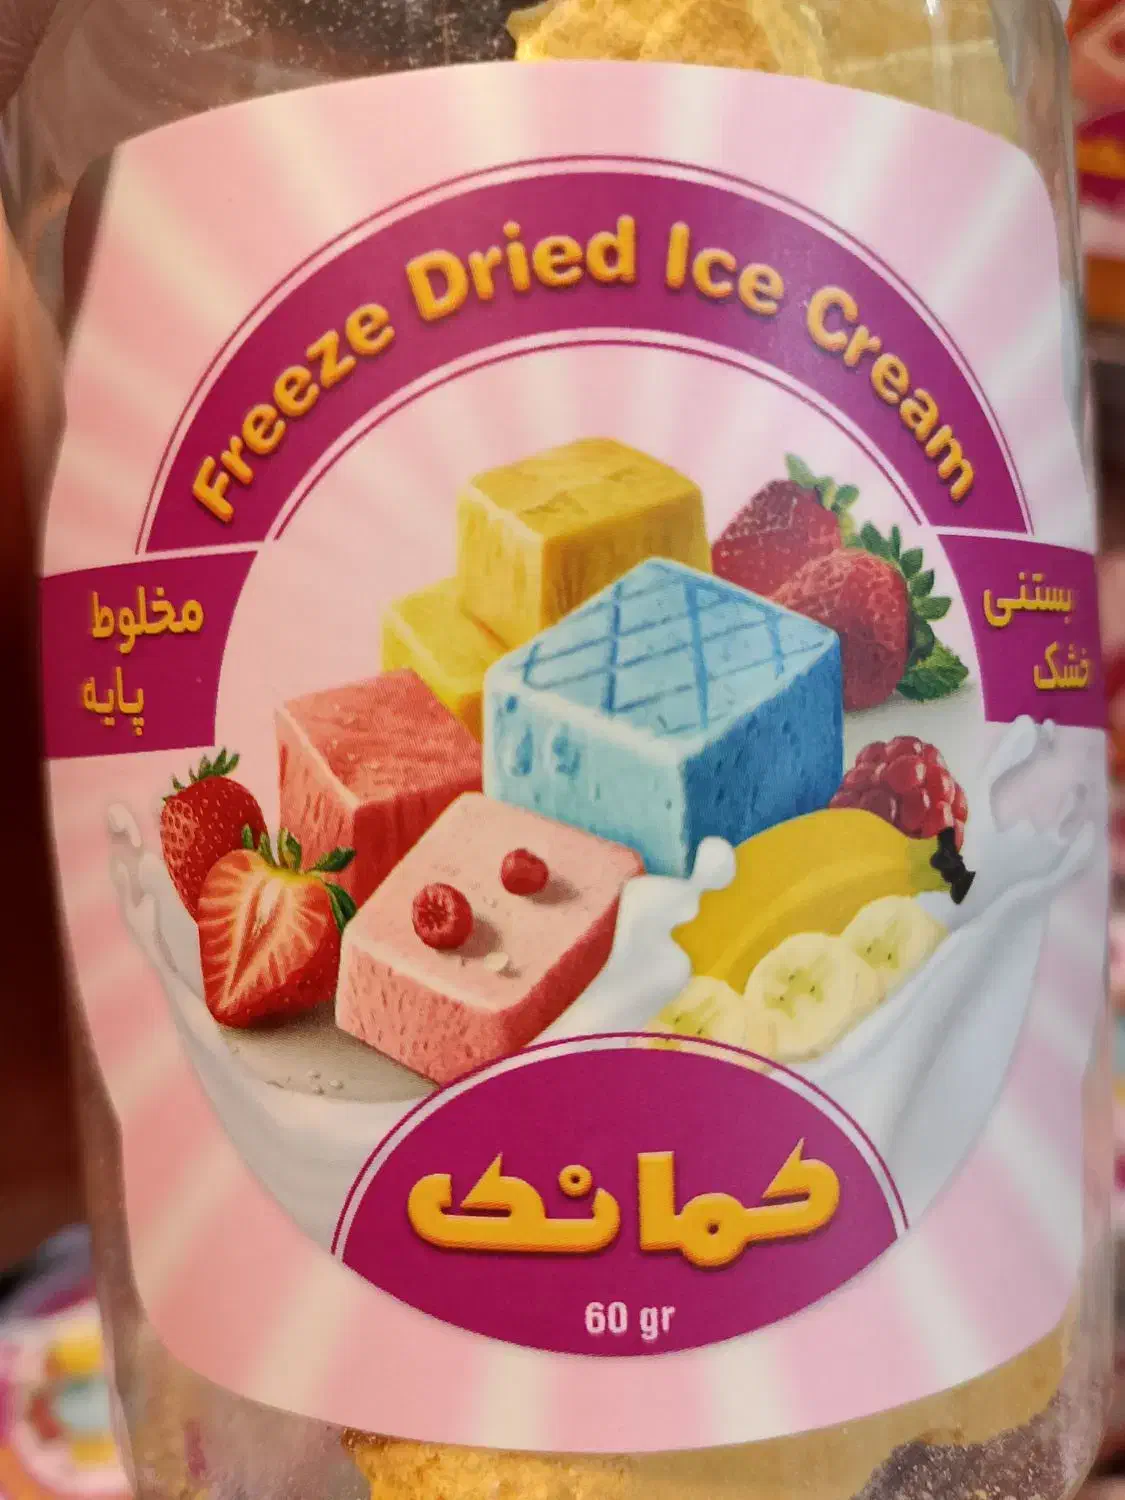 Freeze Dried Ice Cream
بستنی
خشک
مخلوط
پایه
کمانک
60 gr